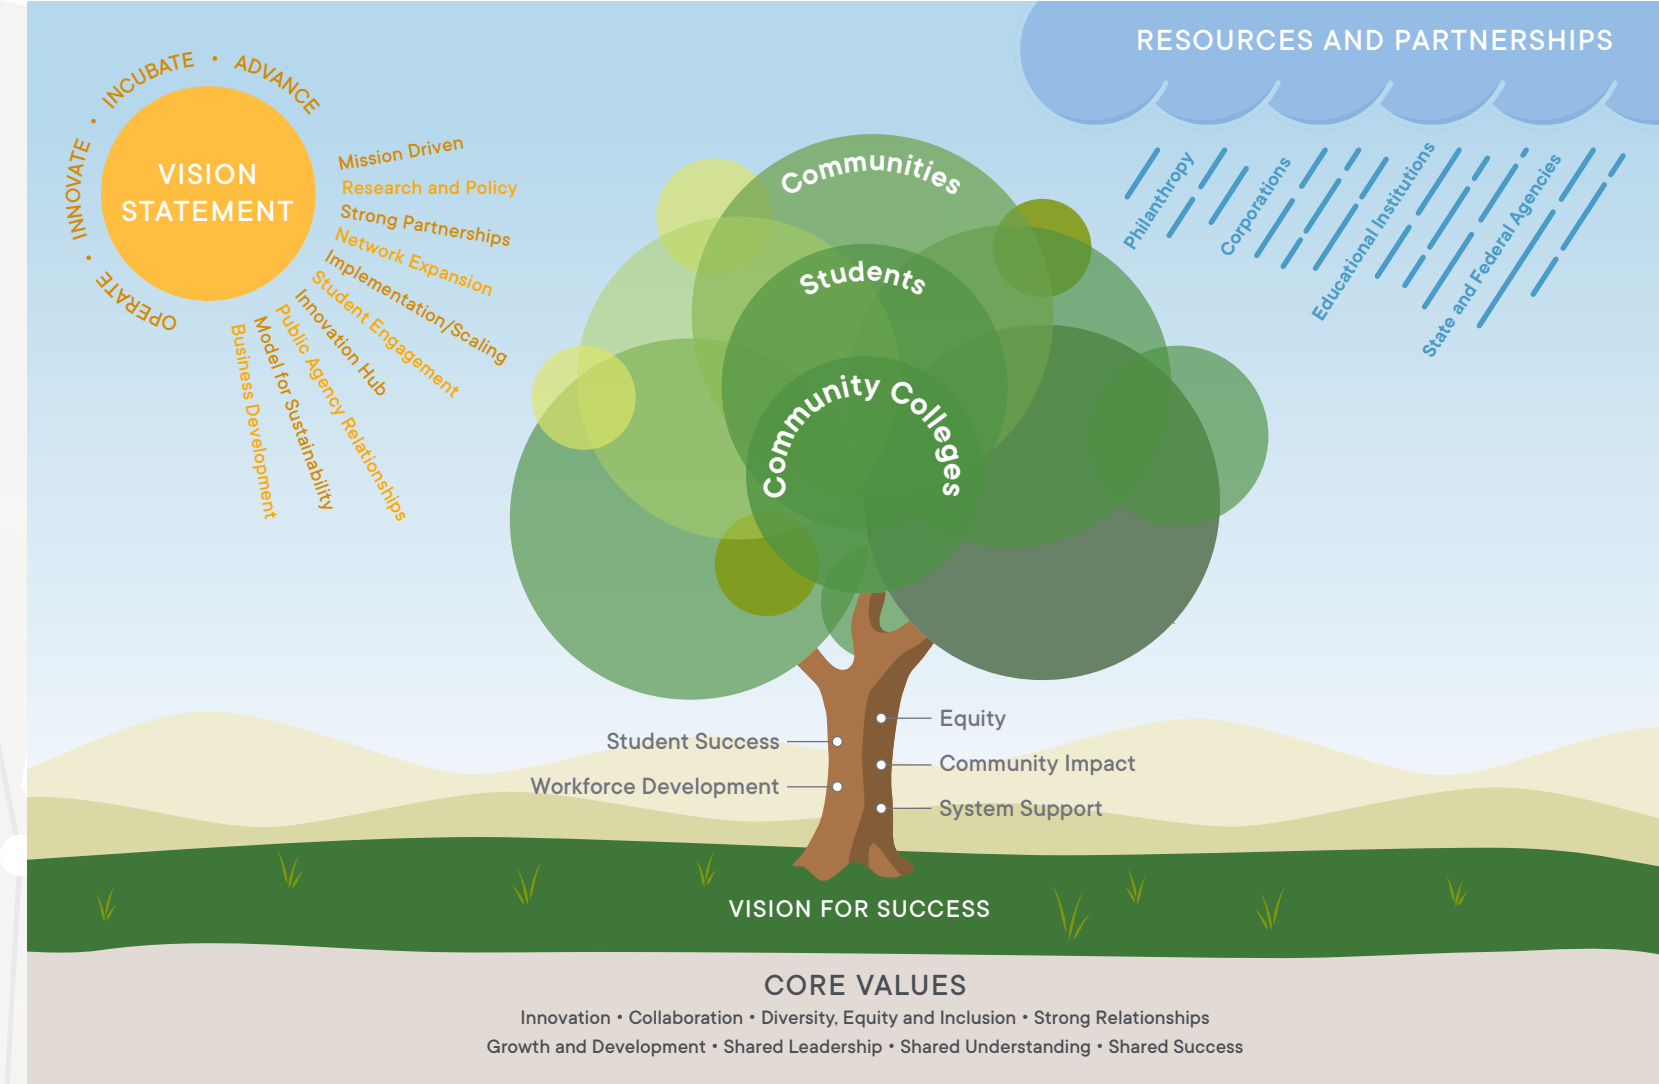 OPERATE • INNOVATE • INCUBATE • ADVANCE
VISION
STATEMENT
Mission Driven
Research and Policy
Strong Partnerships
Network Expansion
Implementation/Scaling
Student Engagement
Innovation Hub
Public Agency Relationships
Model for Sustainability
Business Development
RESOURCES AND PARTNERSHIPS
Philanthropy
Corporations
Educational Institutions
State and Federal Agencies
Communities
Students
Community Colleges
Student Success
Workforce Development
Equity
Community Impact
System Support
VISION FOR SUCCESS
CORE VALUES
Innovation • Collaboration • Diversity, Equity and Inclusion • Strong Relationships
Growth and Development • Shared Leadership • Shared Understanding • Shared Success